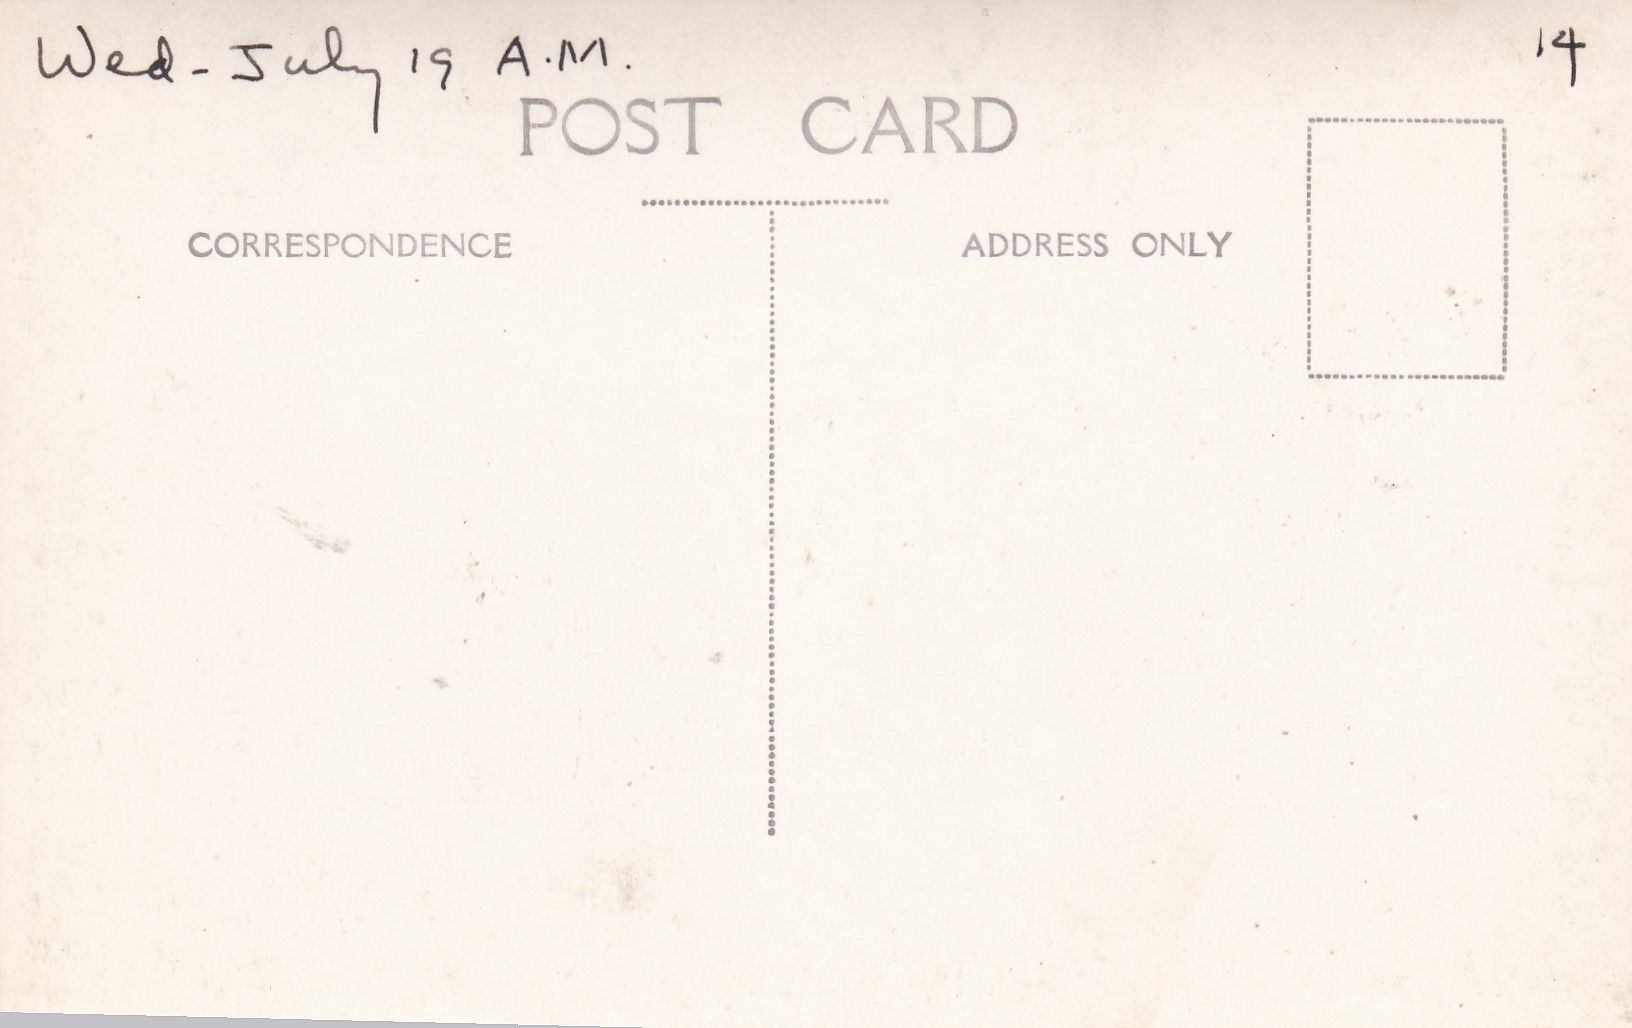 Wed - July 19 A.M.
14
POST CARD
CORRESPONDENCE
ADDRESS ONLY